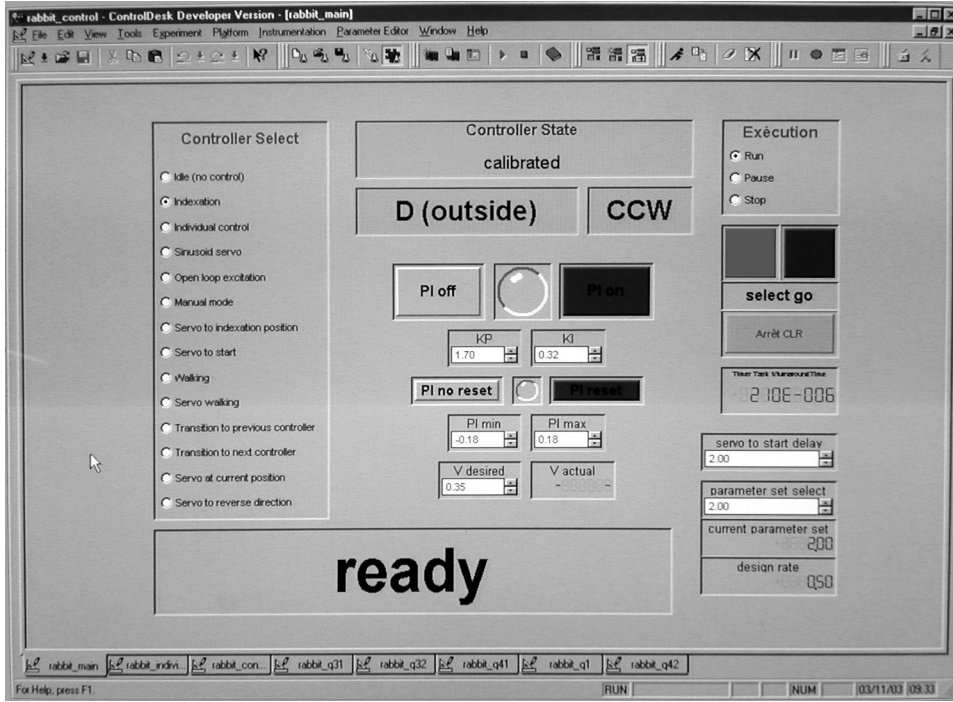 rabbit_control - ControlDesk Developer Version - [rabbit_main]
File Edit View Tools Experiment Platform Instrumentation Parameter Editor Window Help
Controller Select
Idle (no control)
Indexation
Individual control
Sinusoid servo
Open loop excitation
Manual mode
Servo to indexation position
Servo to start
Walking
Servo walking
Transition to previous controller
Transition to next controller
Servo at current position
Servo to reverse direction
Controller State
calibrated
D (outside)
CCW
PI off
PI on
KP
KI
1.70
0.32
PI no reset
PI reset
PI min
PI max
-0.18
0.18
V desired
V actual
0.35
Exécution
Run
Pause
Stop
select go
Arrêt CLR
Timer Task 1/turnaroundTime
210E-006
servo to start delay
2.00
parameter set select
2.00
current parameter set
2,00
design rate
0,50
ready
rabbit_main rabbit_indivi... rabbit_con... rabbit_q31 rabbit_q32 rabbit_q41 rabbit_q1 rabbit_q42
For Help, press F1.
RUN NUM 03/11/03 09:33